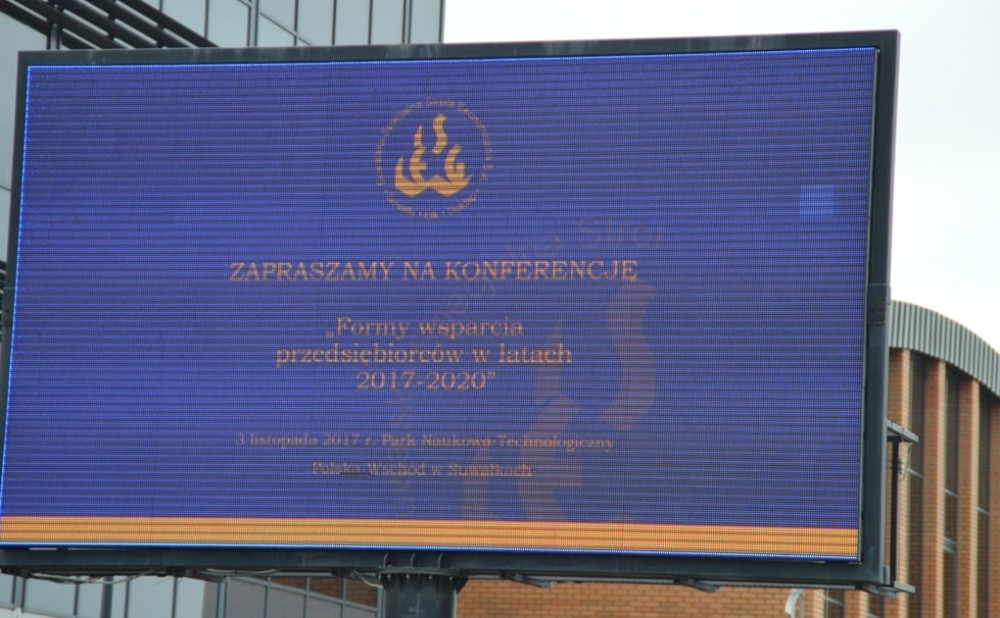 ZAPRASZAMY NA KONFERENCJĘ
„Formy wsparcia
przedsiębiorców w latach
2017-2020”
3 listopada 2017 r. Park Naukowo-Technologiczny
Polska-Wschód w Suwałkach